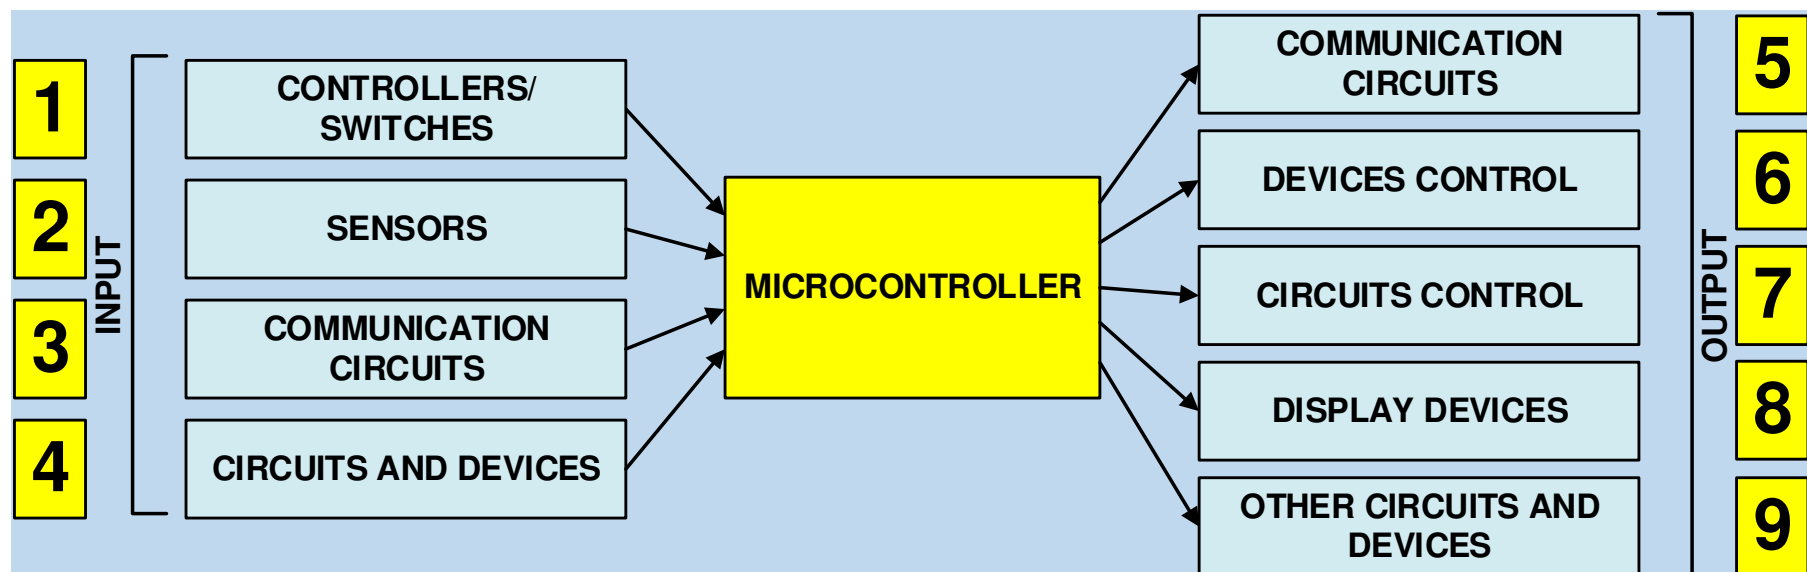 1
CONTROLLERS/
SWITCHES
2
SENSORS
3
COMMUNICATION
CIRCUITS
4
CIRCUITS AND DEVICES
INPUT
MICROCONTROLLER
COMMUNICATION
CIRCUITS
5
DEVICES CONTROL
6
CIRCUITS CONTROL
7
DISPLAY DEVICES
8
OTHER CIRCUITS AND
DEVICES
9
OUTPUT